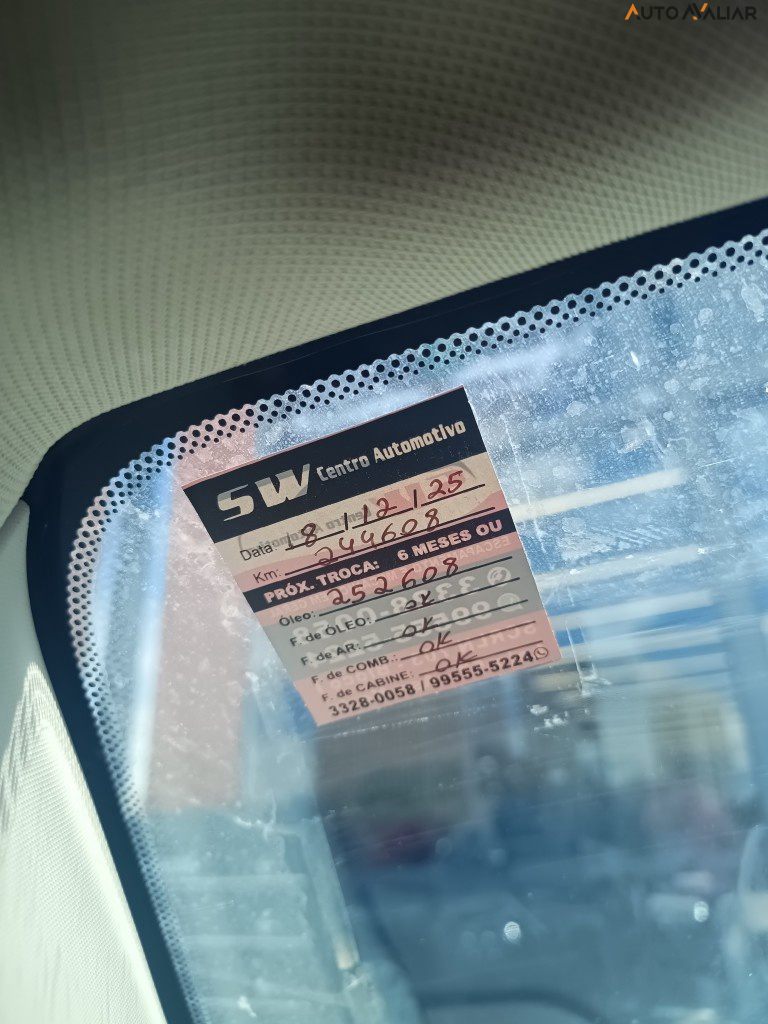 AUTO AVALIAR
SW Centro Automotivo
Data: 8 / 12 / 25
Km: 244608
PRÓX. TROCA: 6 MESES OU
Óleo: 252608
F. de ÓLEO: OK
F. de AR: OK
F. de COMB.: OK
F. de CABINE: OK
3328-0058 / 99555-5224